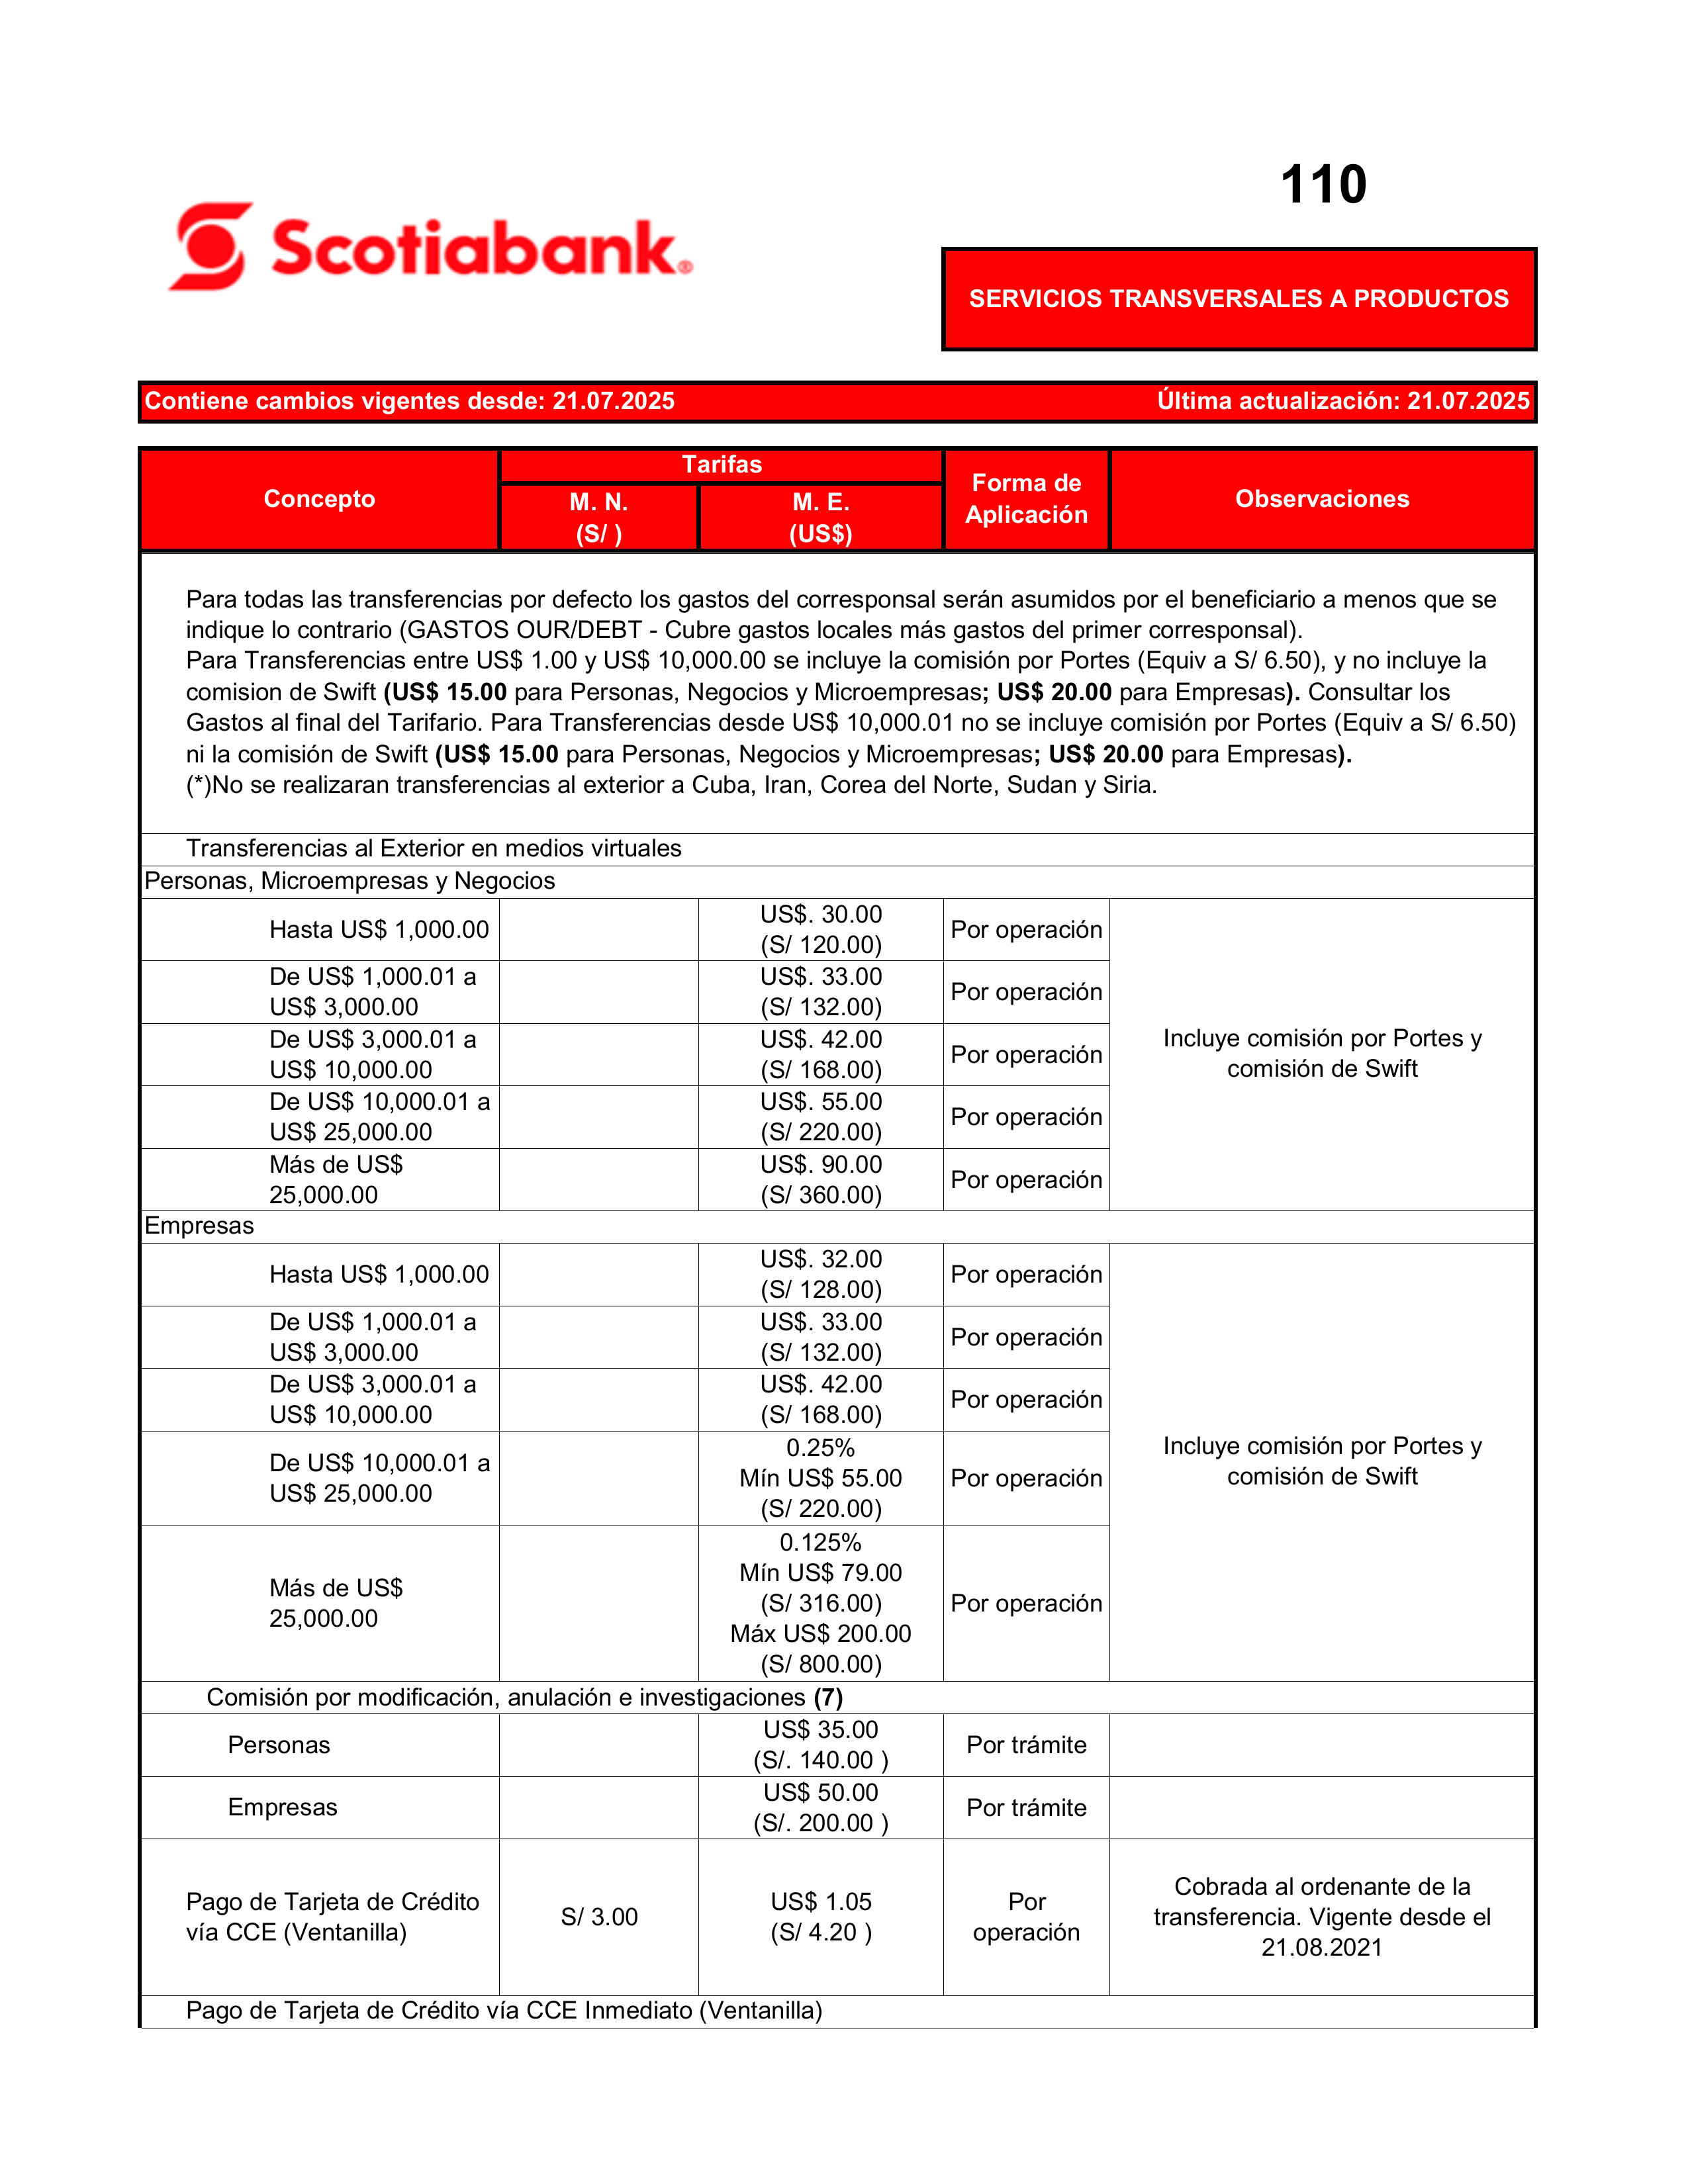 110
Scotiabank®
SERVICIOS TRANSVERSALES A PRODUCTOS
Contiene cambios vigentes desde: 21.07.2025 Última actualización: 21.07.2025
Concepto
Tarifas
M. N.
(S/ )
M. E.
(US$)
Forma de
Aplicación
Observaciones
Para todas las transferencias por defecto los gastos del corresponsal serán asumidos por el beneficiario a menos que se
indique lo contrario (GASTOS OUR/DEBT - Cubre gastos locales más gastos del primer corresponsal).
Para Transferencias entre US$ 1.00 y US$ 10,000.00 se incluye la comisión por Portes (Equiv a S/ 6.50), y no incluye la
comision de Swift (US$ 15.00 para Personas, Negocios y Microempresas; US$ 20.00 para Empresas). Consultar los
Gastos al final del Tarifario. Para Transferencias desde US$ 10,000.01 no se incluye comisión por Portes (Equiv a S/ 6.50)
ni la comisión de Swift (US$ 15.00 para Personas, Negocios y Microempresas; US$ 20.00 para Empresas).
(*)No se realizaran transferencias al exterior a Cuba, Iran, Corea del Norte, Sudan y Siria.
Transferencias al Exterior en medios virtuales
Personas, Microempresas y Negocios
Hasta US$ 1,000.00
US$. 30.00
(S/ 120.00)
Por operación
De US$ 1,000.01 a
US$ 3,000.00
US$. 33.00
(S/ 132.00)
Por operación
De US$ 3,000.01 a
US$ 10,000.00
US$. 42.00
(S/ 168.00)
Por operación
De US$ 10,000.01 a
US$ 25,000.00
US$. 55.00
(S/ 220.00)
Por operación
Más de US$
25,000.00
US$. 90.00
(S/ 360.00)
Por operación
Incluye comisión por Portes y
comisión de Swift
Empresas
Hasta US$ 1,000.00
US$. 32.00
(S/ 128.00)
Por operación
De US$ 1,000.01 a
US$ 3,000.00
US$. 33.00
(S/ 132.00)
Por operación
De US$ 3,000.01 a
US$ 10,000.00
US$. 42.00
(S/ 168.00)
Por operación
De US$ 10,000.01 a
US$ 25,000.00
0.25%
Mín US$ 55.00
(S/ 220.00)
Por operación
Más de US$
25,000.00
0.125%
Mín US$ 79.00
(S/ 316.00)
Máx US$ 200.00
(S/ 800.00)
Por operación
Incluye comisión por Portes y
comisión de Swift
Comisión por modificación, anulación e investigaciones (7)
Personas
US$ 35.00
(S/. 140.00 )
Por trámite
Empresas
US$ 50.00
(S/. 200.00 )
Por trámite
Pago de Tarjeta de Crédito
vía CCE (Ventanilla)
S/ 3.00
US$ 1.05
(S/ 4.20 )
Por
operación
Cobrada al ordenante de la
transferencia. Vigente desde el
21.08.2021
Pago de Tarjeta de Crédito vía CCE Inmediato (Ventanilla)